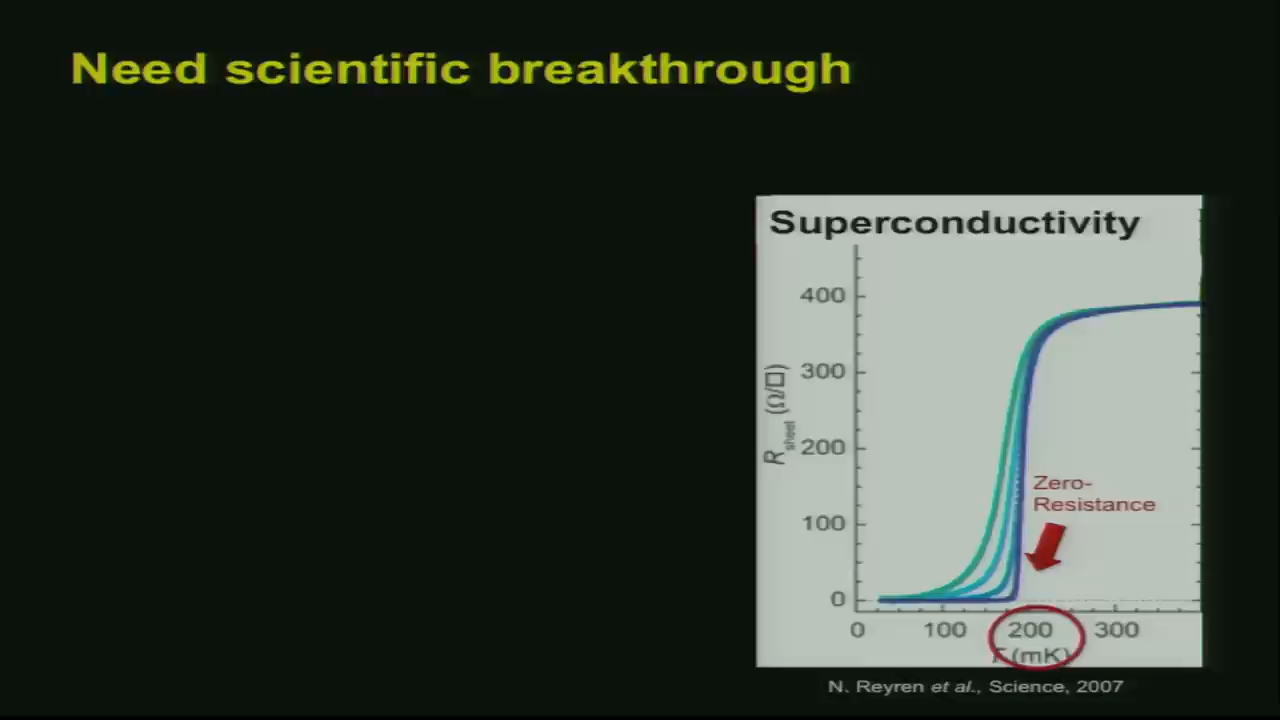 Need scientific breakthrough
Superconductivity
400
300
200
100
0
R sheet (Ω/□)
Zero-
Resistance
0 100 200 300
T (mK)
N. Reyren et al., Science, 2007